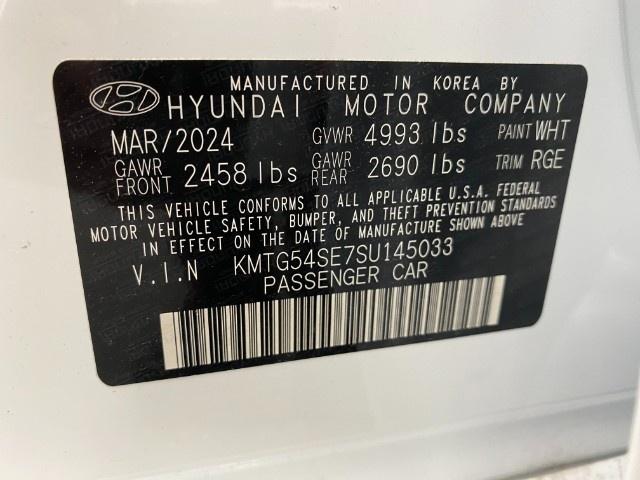 MANUFACTURED IN KOREA BY
HYUNDAI MOTOR COMPANY
MAR/2024 GVWR 4993 lbs PAINT WHT
GAWR FRONT 2458 lbs GAWR REAR 2690 lbs TRIM RGE
THIS VEHICLE CONFORMS TO ALL APPLICABLE U.S.A. FEDERAL
MOTOR VEHICLE SAFETY, BUMPER, AND THEFT PREVENTION STANDARDS
IN EFFECT ON THE DATE OF MANUFACTURE SHOWN ABOVE
V.I.N KMTG54SE7SU145033
PASSENGER CAR